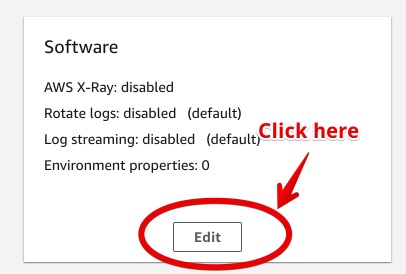 Software
AWS X-Ray: disabled
Rotate logs: disabled (default)
Log streaming: disabled (default)
Click here
Environment properties: 0
Edit